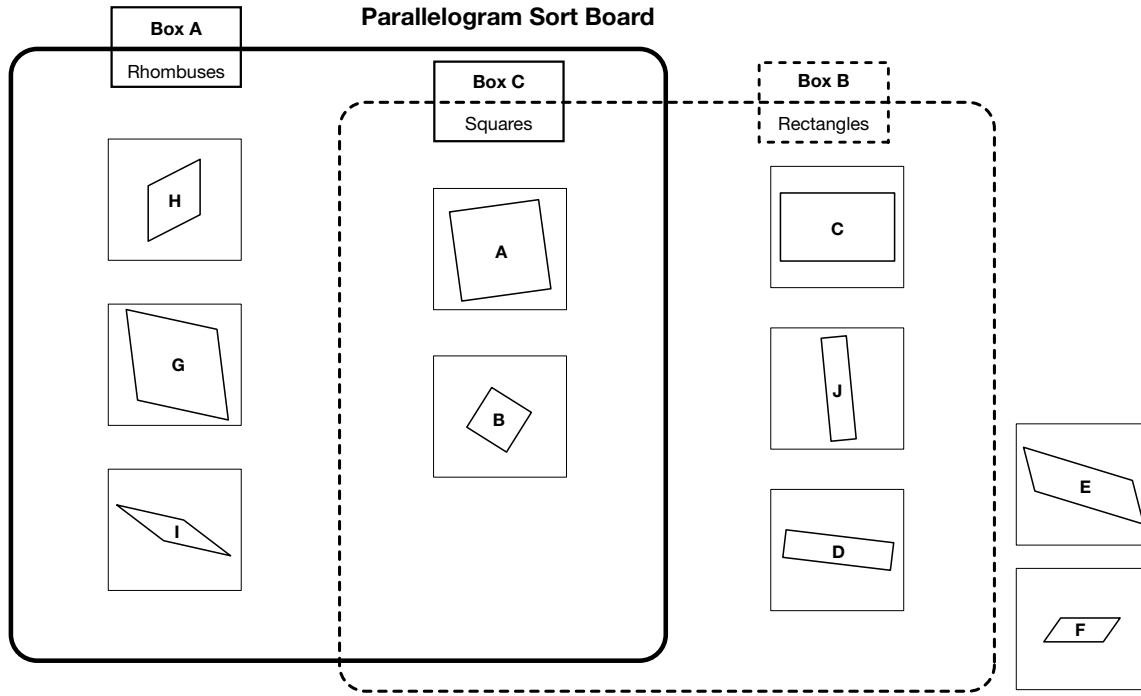 Parallelogram Sort Board
Box A
Rhombuses
Box C
Squares
Box B
Rectangles
H
A
C
G
B
J
I
D
E
F